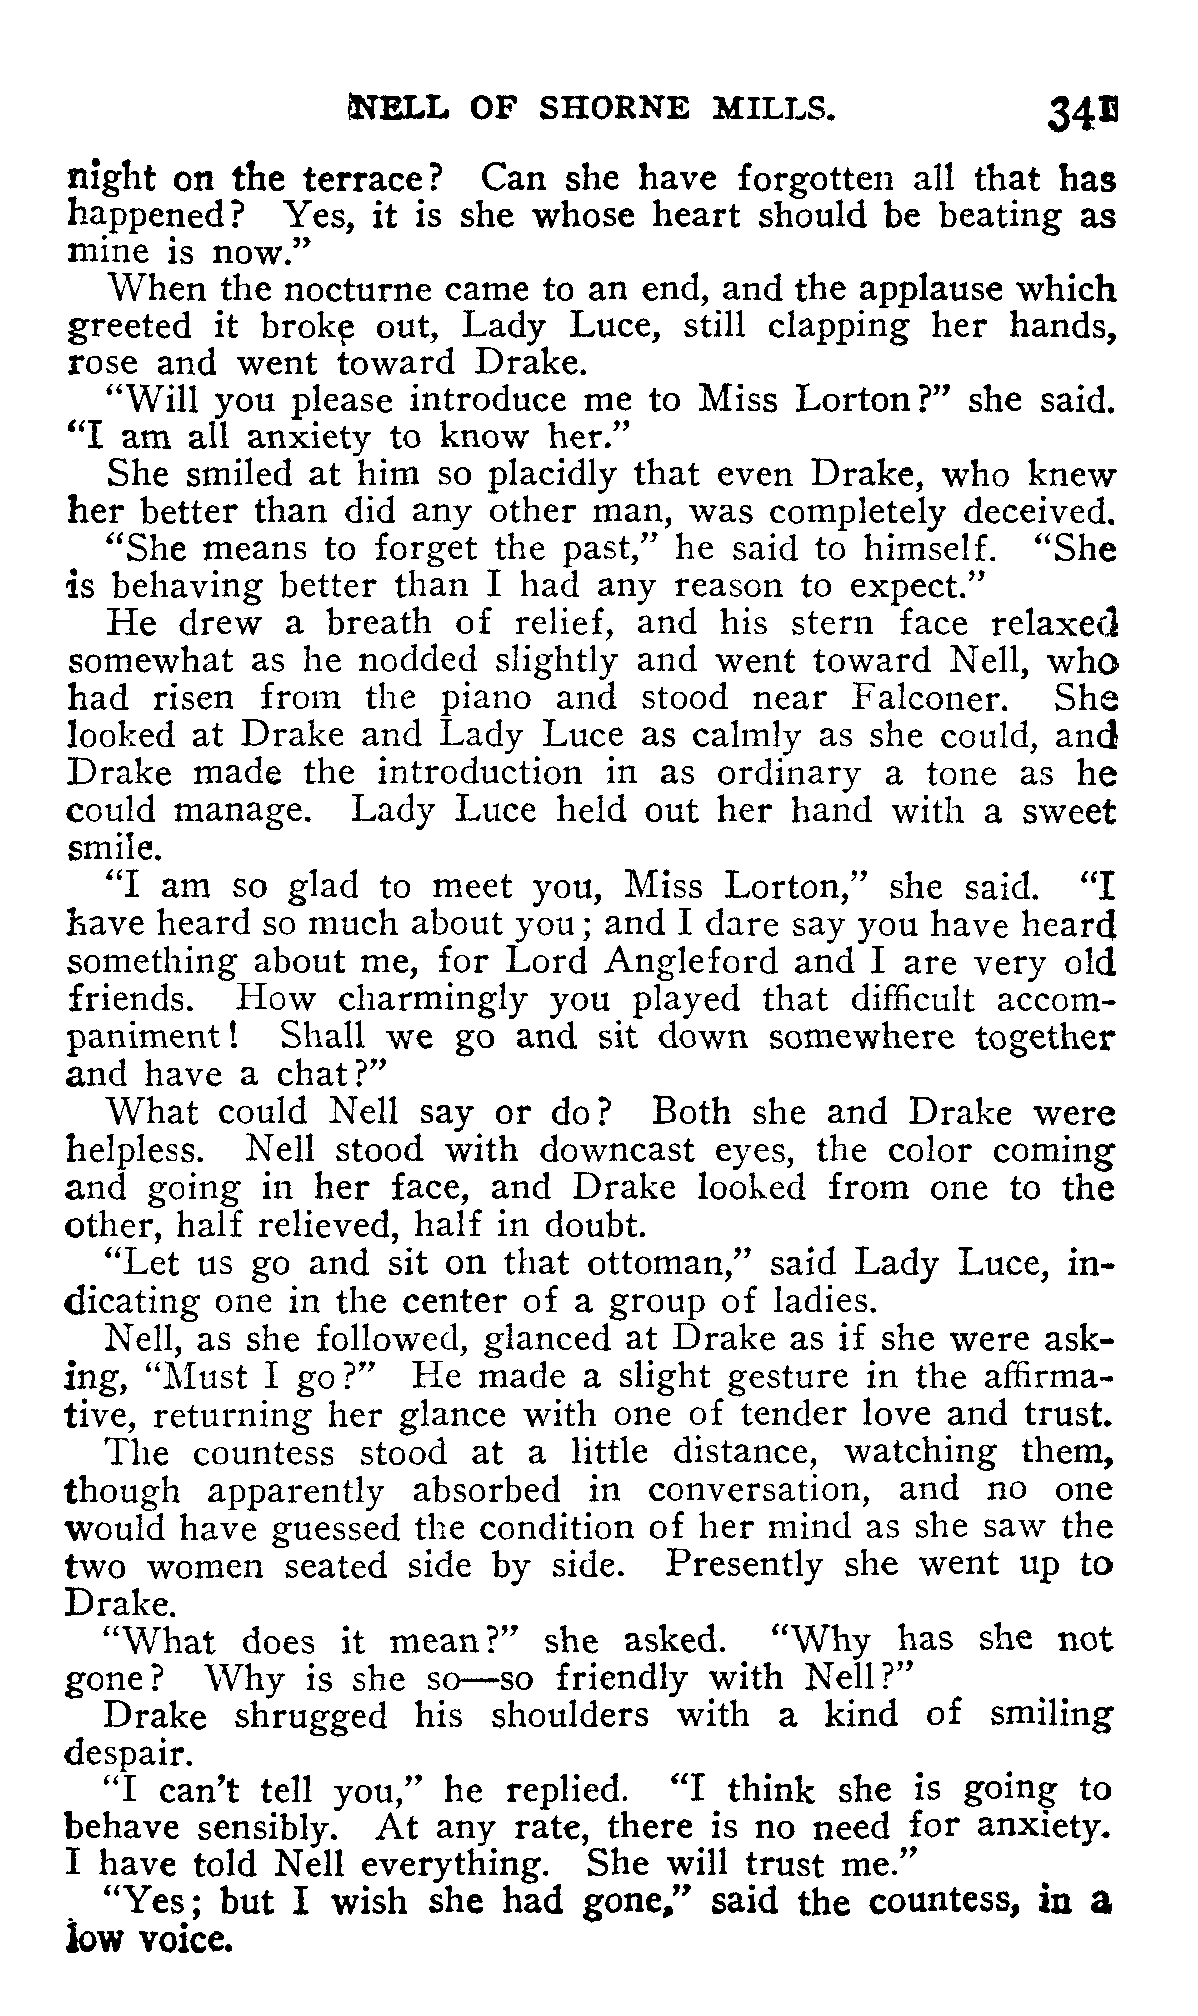 NELL OF SHORNE MILLS. 341
night on the terrace? Can she have forgotten all that has
happened? Yes, it is she whose heart should be beating as
mine is now."
When the nocturne came to an end, and the applause which
greeted it broke out, Lady Luce, still clapping her hands,
rose and went toward Drake.
"Will you please introduce me to Miss Lorton?" she said.
"I am all anxiety to know her."
She smiled at him so placidly that even Drake, who knew
her better than did any other man, was completely deceived.
"She means to forget the past," he said to himself. "She
is behaving better than I had any reason to expect."
He drew a breath of relief, and his stern face relaxed
somewhat as he nodded slightly and went toward Nell, who
had risen from the piano and stood near Falconer. She
looked at Drake and Lady Luce as calmly as she could, and
Drake made the introduction in as ordinary a tone as he
could manage. Lady Luce held out her hand with a sweet
smile.
"I am so glad to meet you, Miss Lorton," she said. "I
have heard so much about you; and I dare say you have heard
something about me, for Lord Angleford and I are very old
friends. How charmingly you played that difficult accom-
paniment! Shall we go and sit down somewhere together
and have a chat?"
What could Nell say or do? Both she and Drake were
helpless. Nell stood with downcast eyes, the color coming
and going in her face, and Drake looked from one to the
other, half relieved, half in doubt.
"Let us go and sit on that ottoman," said Lady Luce, in-
dicating one in the center of a group of ladies.
Nell, as she followed, glanced at Drake as if she were ask-
ing, "Must I go?" He made a slight gesture in the affirma-
tive, returning her glance with one of tender love and trust.
The countess stood at a little distance, watching them,
though apparently absorbed in conversation, and no one
would have guessed the condition of her mind as she saw the
two women seated side by side. Presently she went up to
Drake.
"What does it mean?" she asked. "Why has she not
gone? Why is she so—so friendly with Nell?"
Drake shrugged his shoulders with a kind of smiling
despair.
"I can't tell you," he replied. "I think she is going to
behave sensibly. At any rate, there is no need for anxiety.
I have told Nell everything. She will trust me."
"Yes; but I wish she had gone," said the countess, in a
low voice.